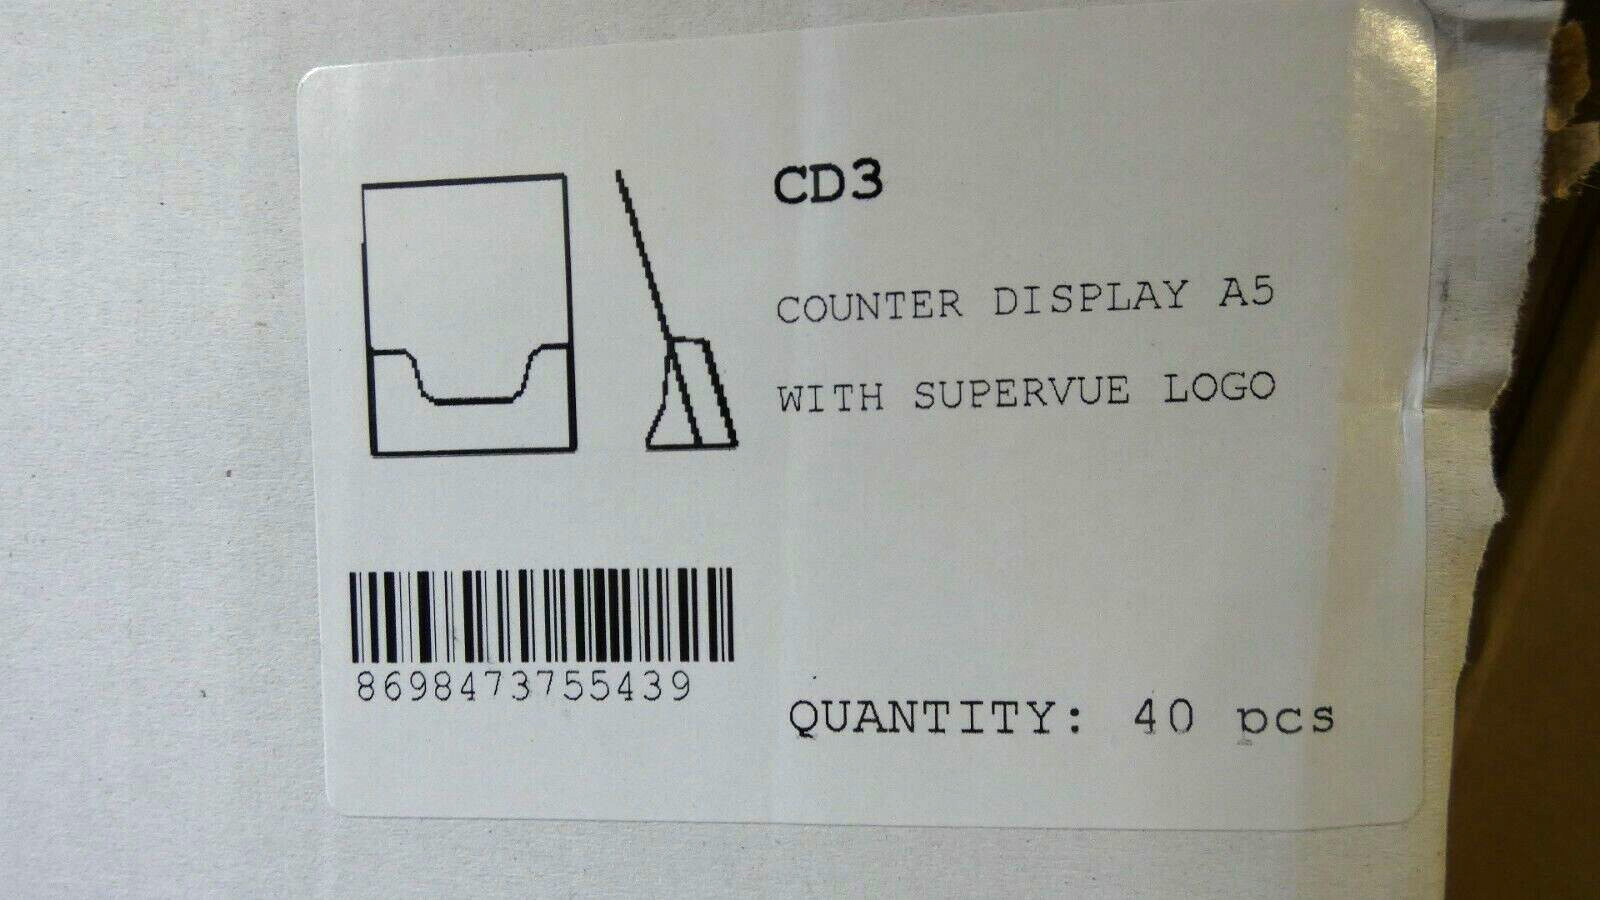 CD3
COUNTER DISPLAY A5
WITH SUPERVUE LOGO
8698473755439
QUANTITY: 40 pcs